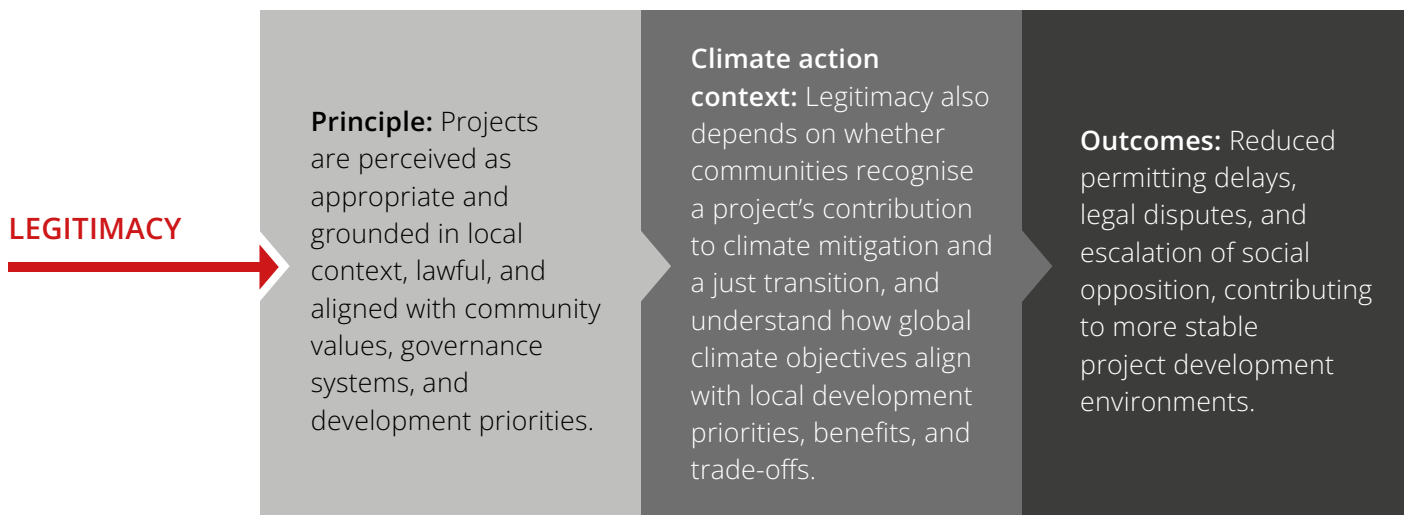 LEGITIMACY
Principle: Projects
are perceived as
appropriate and
grounded in local
context, lawful, and
aligned with community
values, governance
systems, and
development priorities.
Climate action
context: Legitimacy also
depends on whether
communities recognise
a project’s contribution
to climate mitigation and
a just transition, and
understand how global
climate objectives align
with local development
priorities, benefits, and
trade-offs.
Outcomes: Reduced
permitting delays,
legal disputes, and
escalation of social
opposition, contributing
to more stable
project development
environments.